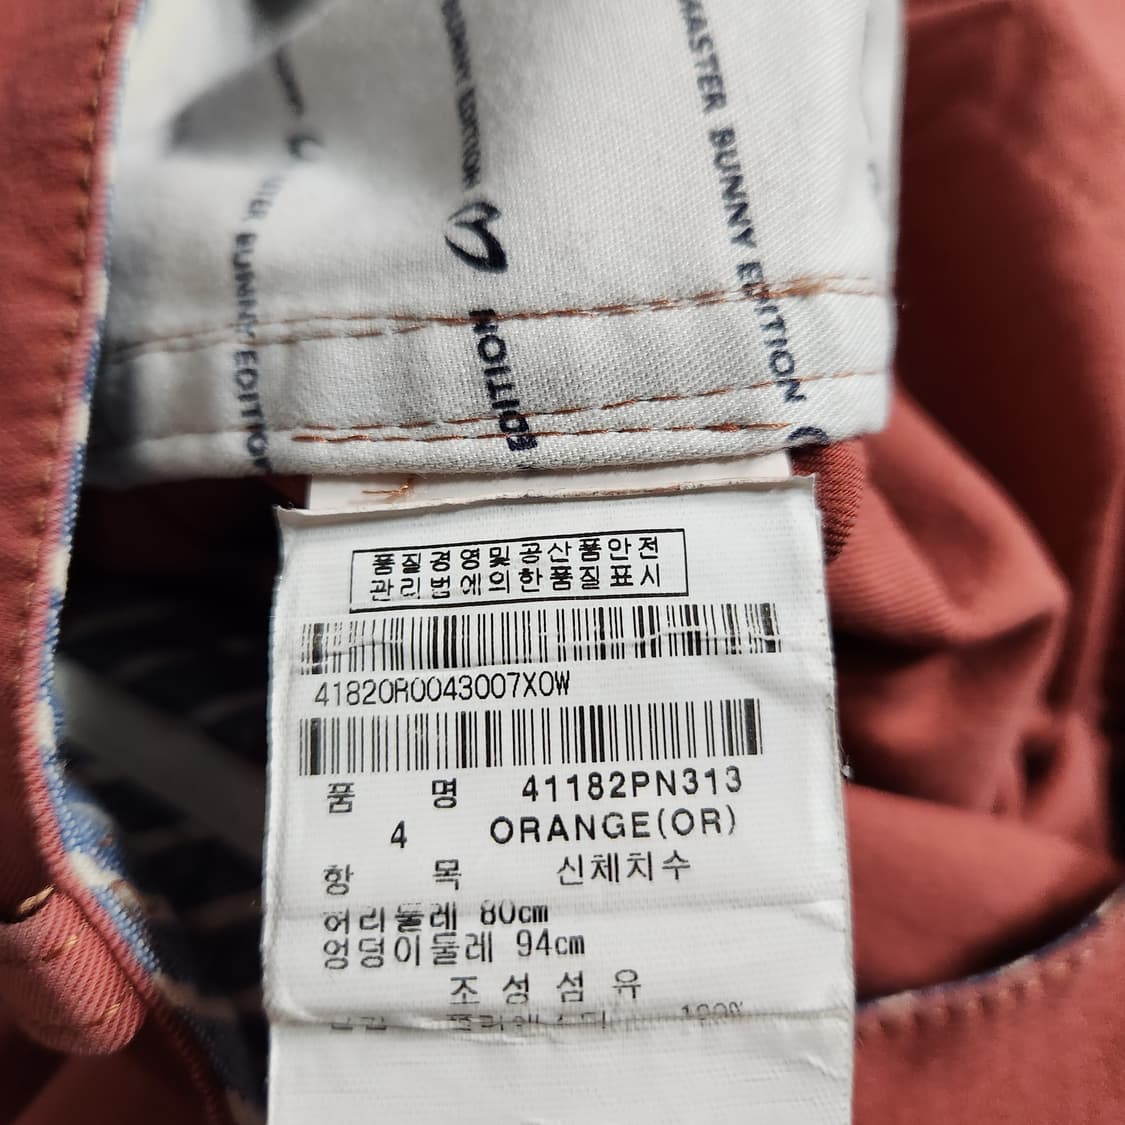 MASTER BUNNY EDITION
BUNNY EDITION
BUNNY EDITION
EDITION
품질경영및공산품안전
관리법에의한품질표시
41820R0043007X0W
품 명 41182PN313
4 ORANGE(OR)
항 목 신체치수
허리둘레 80cm
엉덩이둘레 94cm
조성섬유